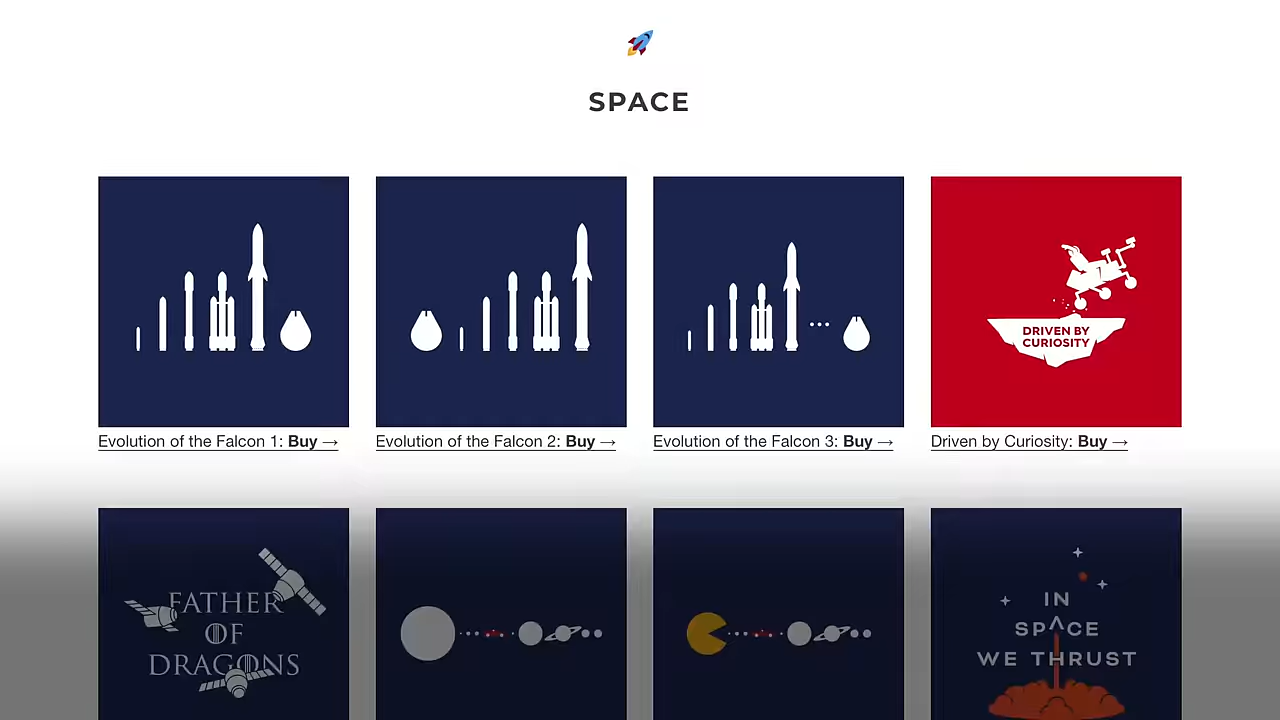 SPACE
Evolution of the Falcon 1: Buy →
Evolution of the Falcon 2: Buy →
Evolution of the Falcon 3: Buy →
DRIVEN BY
CURIOSITY
Driven by Curiosity: Buy →
FATHER
OF
DRAGONS
IN
SPACE
WE THRUST